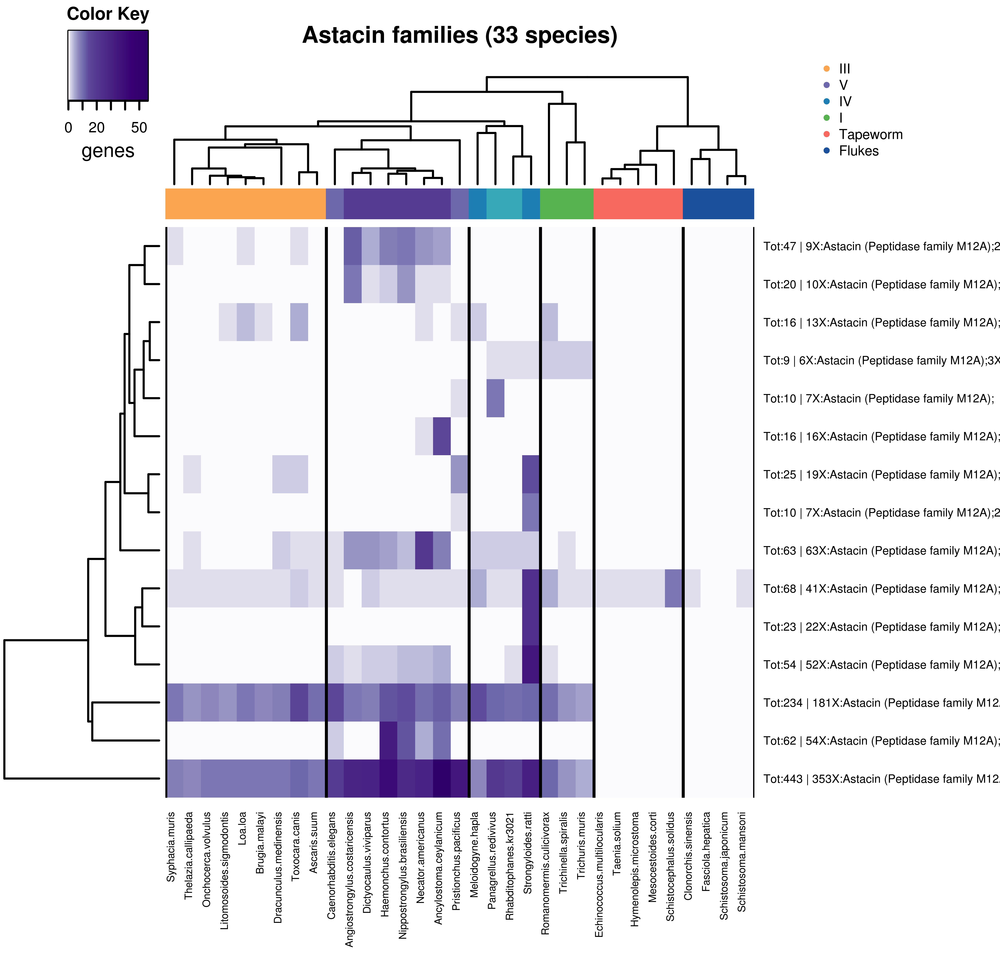 Color Key
0 20 50
genes
Astacin families (33 species)
III
V
IV
I
Tapeworm
Flukes
Tot:47 | 9X:Astacin (Peptidase family M12A);2
Tot:20 | 10X:Astacin (Peptidase family M12A);
Tot:16 | 13X:Astacin (Peptidase family M12A);
Tot:9 | 6X:Astacin (Peptidase family M12A);3X
Tot:10 | 7X:Astacin (Peptidase family M12A);
Tot:16 | 16X:Astacin (Peptidase family M12A);
Tot:25 | 19X:Astacin (Peptidase family M12A);
Tot:10 | 7X:Astacin (Peptidase family M12A);2
Tot:63 | 63X:Astacin (Peptidase family M12A);
Tot:68 | 41X:Astacin (Peptidase family M12A);
Tot:23 | 22X:Astacin (Peptidase family M12A);
Tot:54 | 52X:Astacin (Peptidase family M12A);
Tot:234 | 181X:Astacin (Peptidase family M12A
Tot:62 | 54X:Astacin (Peptidase family M12A);
Tot:443 | 353X:Astacin (Peptidase family M12A
Syphacia.muris
Thelazia.callipaeda
Onchocerca.volvulus
Litomosoides.sigmodontis
Loa.loa
Brugia.malayi
Dracunculus.medinensis
Toxocara.canis
Ascaris.suum
Caenorhabditis.elegans
Angiostrongylus.costaricensis
Dictyocaulus.viviparus
Haemonchus.contortus
Nippostrongylus.brasiliensis
Necator.americanus
Ancylostoma.ceylanicum
Pristionchus.pacificus
Meloidogyne.hapla
Panagrellus.redivivus
Rhabditophanes.kr3021
Strongyloides.ratti
Romanomermis.culicivorax
Trichinella.spiralis
Trichuris.muris
Echinococcus.multilocularis
Taenia.solium
Hymenolepis.microstoma
Mesocestoides.corti
Schistocephalus.solidus
Clonorchis.sinensis
Fasciola.hepatica
Schistosoma.japonicum
Schistosoma.mansoni